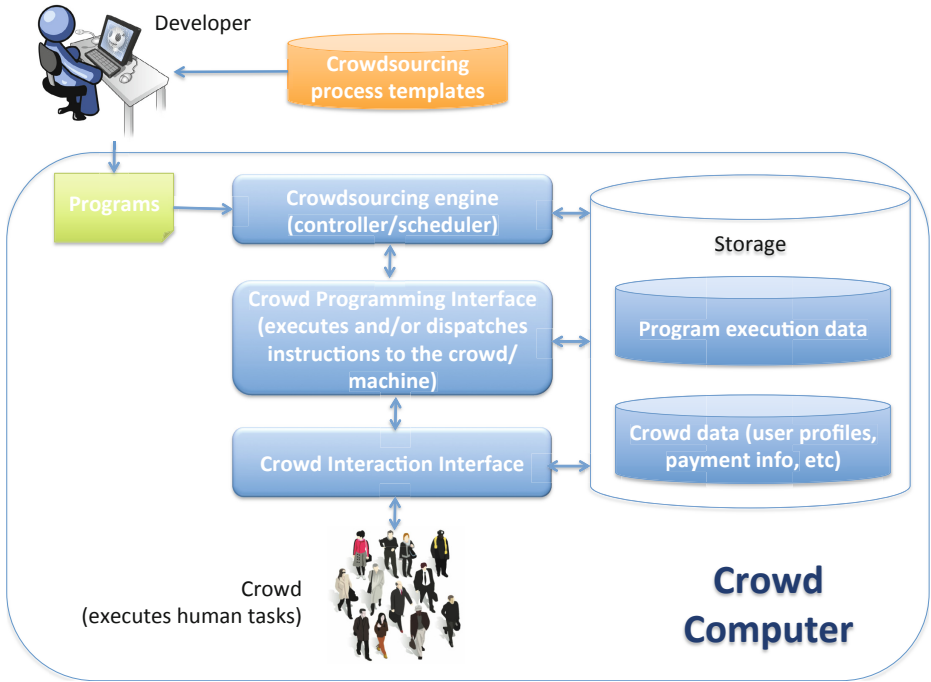 Developer
Crowdsourcing
process templates
Programs
Crowdsourcing engine
(controller/scheduler)
Storage
Crowd Programming Interface
(executes and/or dispatches
instructions to the crowd/
machine)
Program execution data
Crowd data (user profiles,
payment info, etc)
Crowd Interaction Interface
Crowd
(executes human tasks)
Crowd
Computer